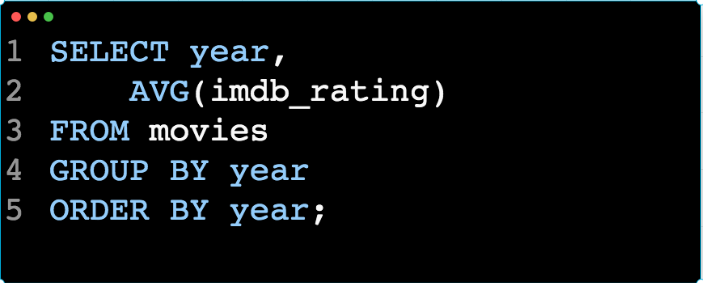 1 SELECT year,
2     AVG(imdb_rating)
3 FROM movies
4 GROUP BY year
5 ORDER BY year;